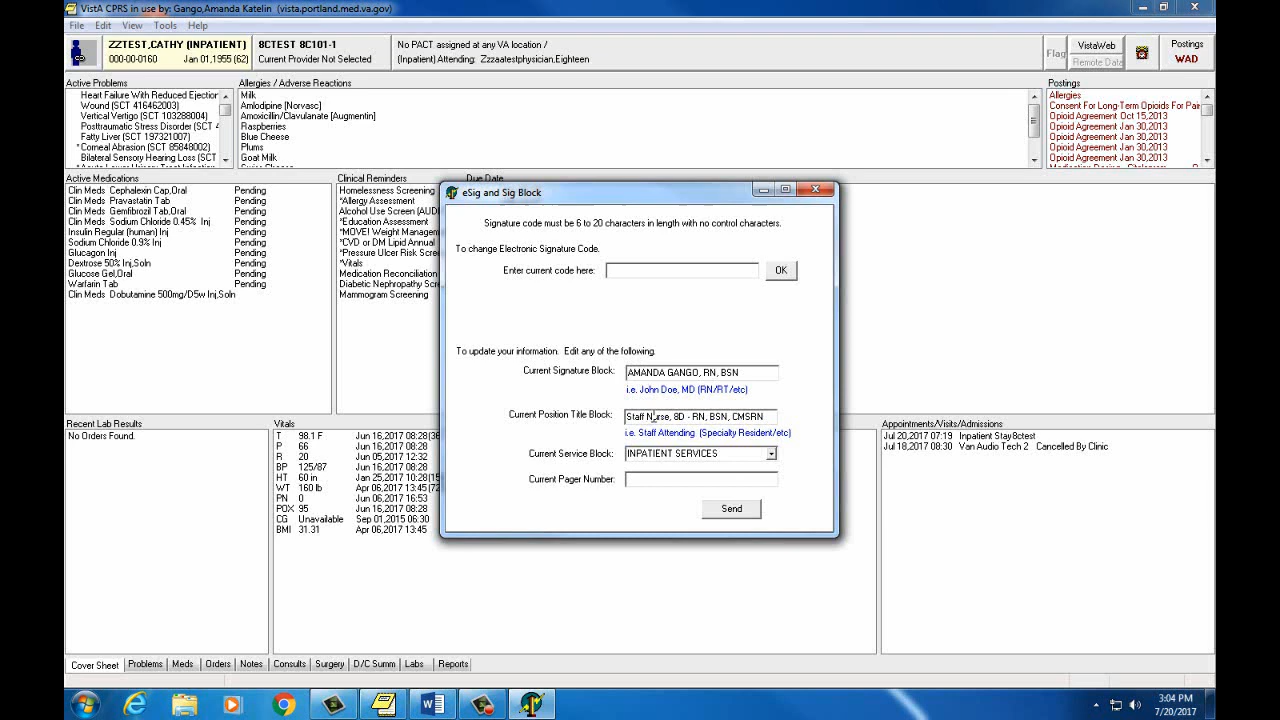 VistA CPRS in use by: Gango,Amanda Katelin (vista.portland.med.va.gov)
File Edit View Tools Help
ZZTEST,CATHY (INPATIENT)
000-00-0160 Jan 01,1955 (62)
8CTEST 8C101-1
Current Provider Not Selected
No PACT assigned at any VA location /
(Inpatient) Attending: Zzzaatestphysician,Eighteen
Flag
VistaWeb
Remote Data
Postings
WAD
Active Problems
Heart Failure With Reduced Ejection
Wound (SCT 416462003)
Vertical Vertigo (SCT 103288004)
Posttraumatic Stress Disorder (SCT 4
Fatty Liver (SCT 197321007)
*Corneal Abrasion (SCT 85848002)
Bilateral Sensory Hearing Loss (SCT
Allergies / Adverse Reactions
Milk
Amlodipine [Norvasc]
Amoxicillin/Clavulanate [Augmentin]
Raspberries
Blue Cheese
Plums
Goat Milk
Postings
Allergies
Consent For Long-Term Opioids For Pai
Opioid Agreement Oct 15,2013
Opioid Agreement Jan 30,2013
Opioid Agreement Jan 30,2013
Opioid Agreement Jan 30,2013
Opioid Agreement Jan 30,2013
Active Medications
Clin Meds Cephalexin Cap,Oral Pending
Clin Meds Pravastatin Tab Pending
Clin Meds Gemfibrozil Tab,Oral Pending
Clin Meds Sodium Chloride 0.45% Inj Pending
Insulin Regular (human) Inj Pending
Sodium Chloride 0.9% Inj Pending
Glucagon Inj Pending
Dextrose 50% Inj,Soln Pending
Glucose Gel,Oral Pending
Warfarin Tab Pending
Clin Meds Dobutamine 500mg/D5w Inj,Soln
Clinical Reminders Due Date
Homelessness Screening
*Allergy Assessment
Alcohol Use Screen (AUD
*Education Assessment
*MOVE! Weight Manageme
*CVD or DM Lipid Annual
*Pressure Ulcer Risk Scree
*Vitals
Medication Reconciliation
Diabetic Nephropathy Scre
Mammogram Screening
eSig and Sig Block
Signature code must be 6 to 20 characters in length with no control characters.
To change Electronic Signature Code.
Enter current code here:
OK
To update your information. Edit any of the following.
Current Signature Block: AMANDA GANGO, RN, BSN
i.e. John Doe, MD (RN/RT/etc)
Current Position Title Block: Staff Nurse, 8D - RN, BSN, CMSRN
i.e. Staff Attending (Specialty Resident/etc)
Current Service Block: INPATIENT SERVICES
Current Pager Number:
Send
Recent Lab Results
No Orders Found.
Vitals
T 98.1 F Jun 16,2017 08:28 (36
P 66 Jun 16,2017 08:28
R 20 Jun 05,2017 12:32
BP 125/87 Jun 16,2017 08:28
HT 60 in Jan 25,2017 10:28 (15
WT 160 lb Apr 06,2017 13:45 (72
PN 0 Jun 06,2017 16:53
POX 95 Jun 16,2017 08:28
CG Unavailable Sep 01,2015 06:30
BMI 31.31 Apr 06,2017 13:45
Appointments/Visits/Admissions
Jul 20,2017 07:19 Inpatient Stay 8ctest
Jul 18,2017 08:30 Van Audio Tech 2 Cancelled By Clinic
Cover Sheet Problems Meds Orders Notes Consults Surgery D/C Summ Labs Reports
3:04 PM
7/20/2017